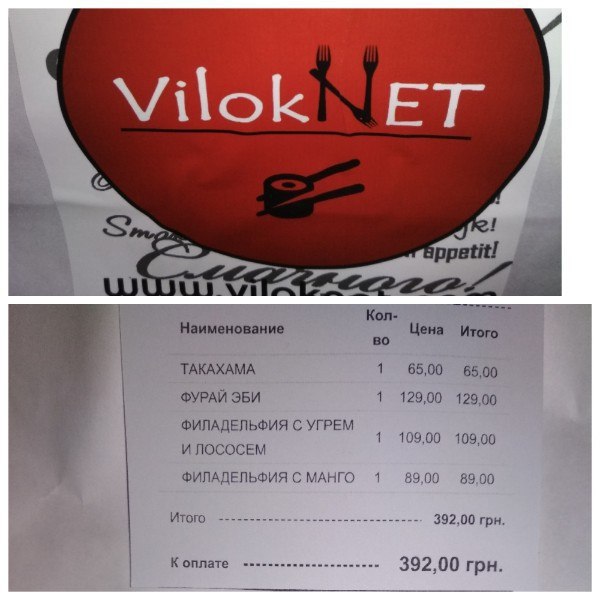 VilokNET
Smak
appetit!
Смачного!
Наименование Кол-во Цена Итого
ТАКАХАМА 1 65,00 65,00
ФУРАЙ ЭБИ 1 129,00 129,00
ФИЛАДЕЛЬФИЯ С УГРЕМ
И ЛОСОСЕМ 1 109,00 109,00
ФИЛАДЕЛЬФИЯ С МАНГО 1 89,00 89,00
Итого 392,00 грн.
К оплате 392,00 грн.